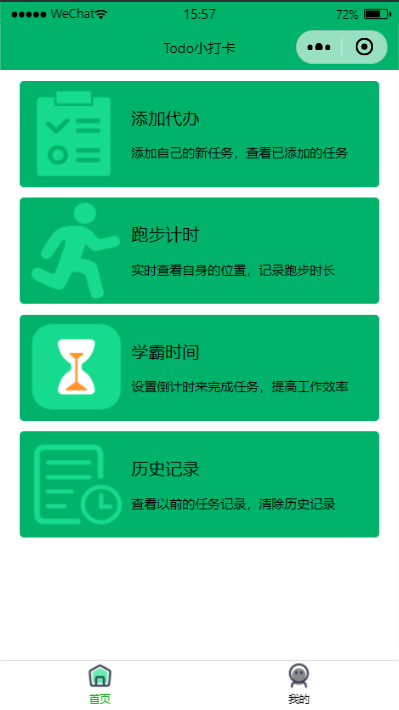 WeChat 15:57 72%
Todo小打卡
添加代办
添加自己的新任务，查看已添加的任务
跑步计时
实时查看自身的位置，记录跑步时长
学霸时间
设置倒计时来完成任务，提高工作效率
历史记录
查看以前的任务记录，清除历史记录
首页 我的